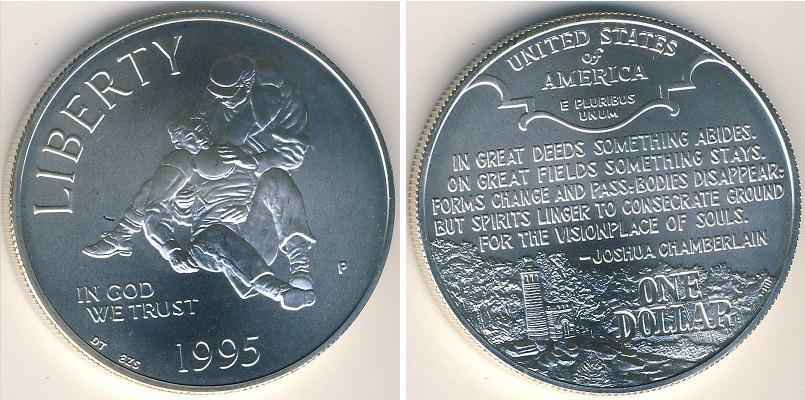 LIBERTY
IN GOD
WE TRUST
P
DT SZS
1995
UNITED STATES
of
AMERICA
E PLURIBUS
UNUM
IN GREAT DEEDS SOMETHING ABIDES.
ON GREAT FIELDS SOMETHING STAYS.
FORMS CHANGE AND PASS: BODIES DISAPPEAR:
BUT SPIRITS LINGER TO CONSECRATE GROUND
FOR THE VISIONPLACE OF SOULS.
-JOSHUA CHAMBERLAIN
ONE
DOLLAR